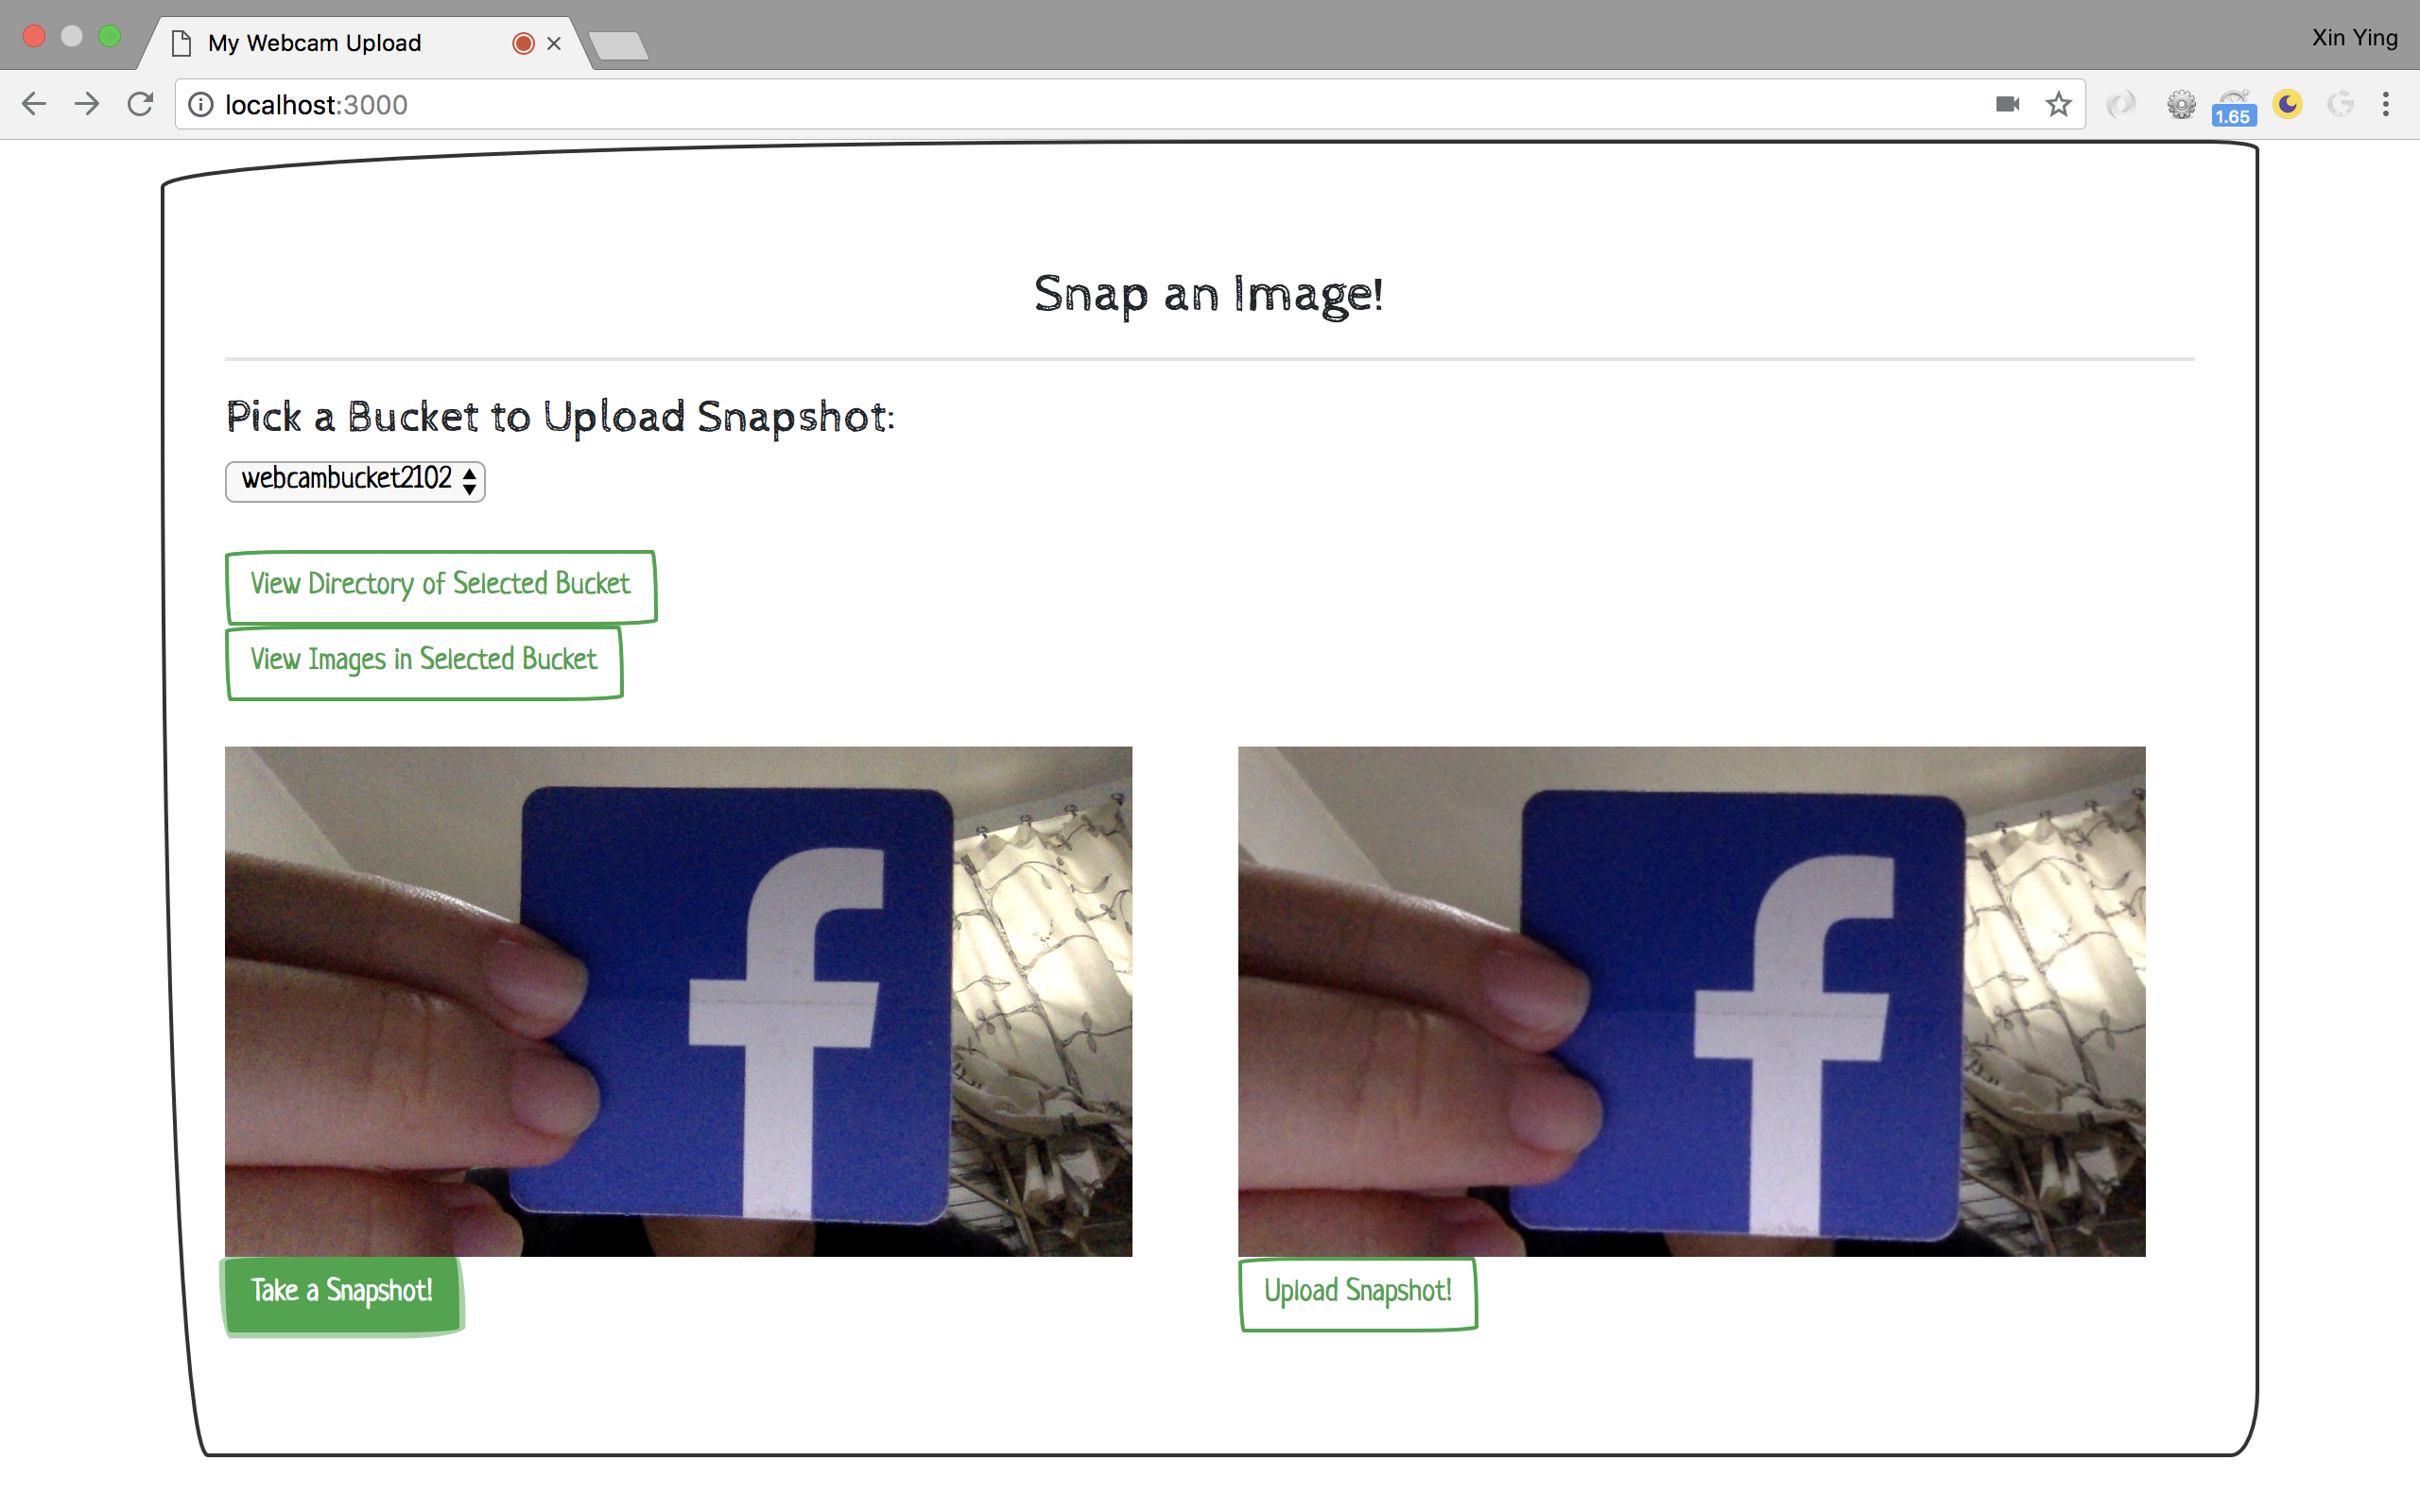 My Webcam Upload
Xin Ying
localhost:3000
1.65
Snap an Image!
Pick a Bucket to Upload Snapshot:
webcambucket2102
View Directory of Selected Bucket
View Images in Selected Bucket
f
f
Take a Snapshot!
Upload Snapshot!